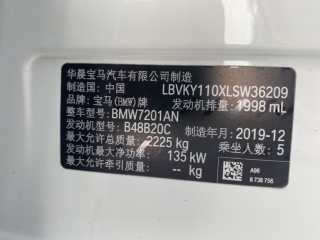 华晨宝马汽车有限公司制造
制造国：中国 LBVKY110XLSW36209
品牌：宝马(BMW)牌 发动机排量：1998 mL
整车型号：BMW7201AN
发动机型号：B48B20C 制造年月：2019-12
最大允许总质量：2225 kg 乘坐人数：5
发动机最大净功率：135 kW
最大允许牵引质量：-- kg
A96
8 738 756